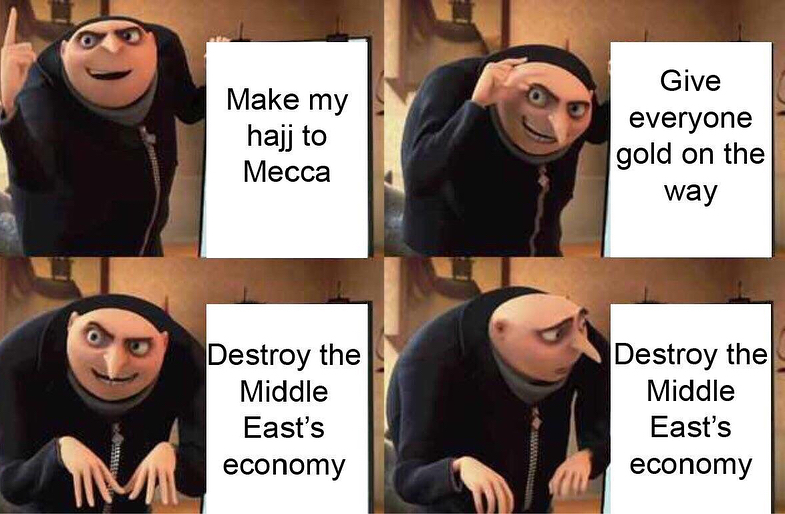 Make my
hajj to
Mecca
Give
everyone
gold on the
way
Destroy the
Middle
East's
economy
Destroy the
Middle
East's
economy